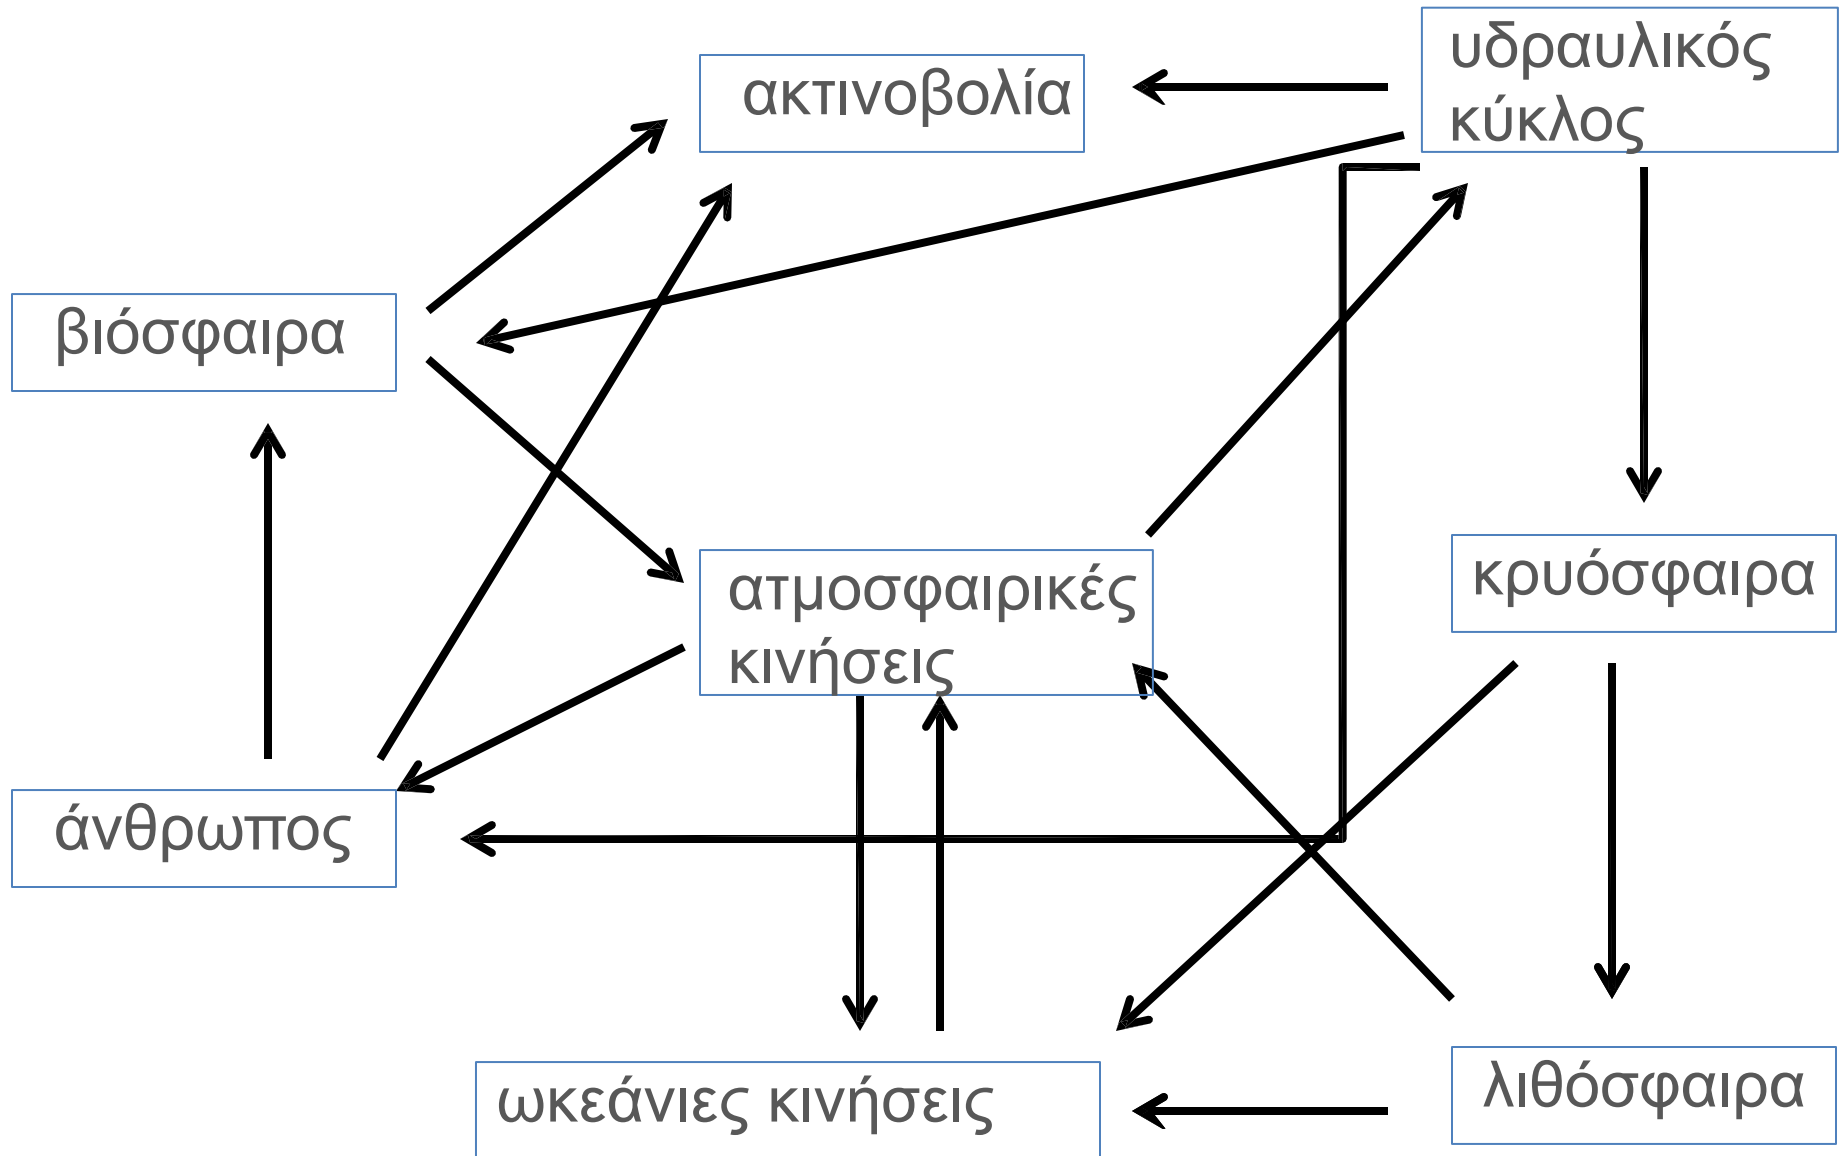 υδραυλικός
κύκλος
ακτινοβολία
βιόσφαιρα
ατμοσφαιρικές
κινήσεις
κρυόσφαιρα
άνθρωπος
ωκεάνιες κινήσεις
λιθόσφαιρα